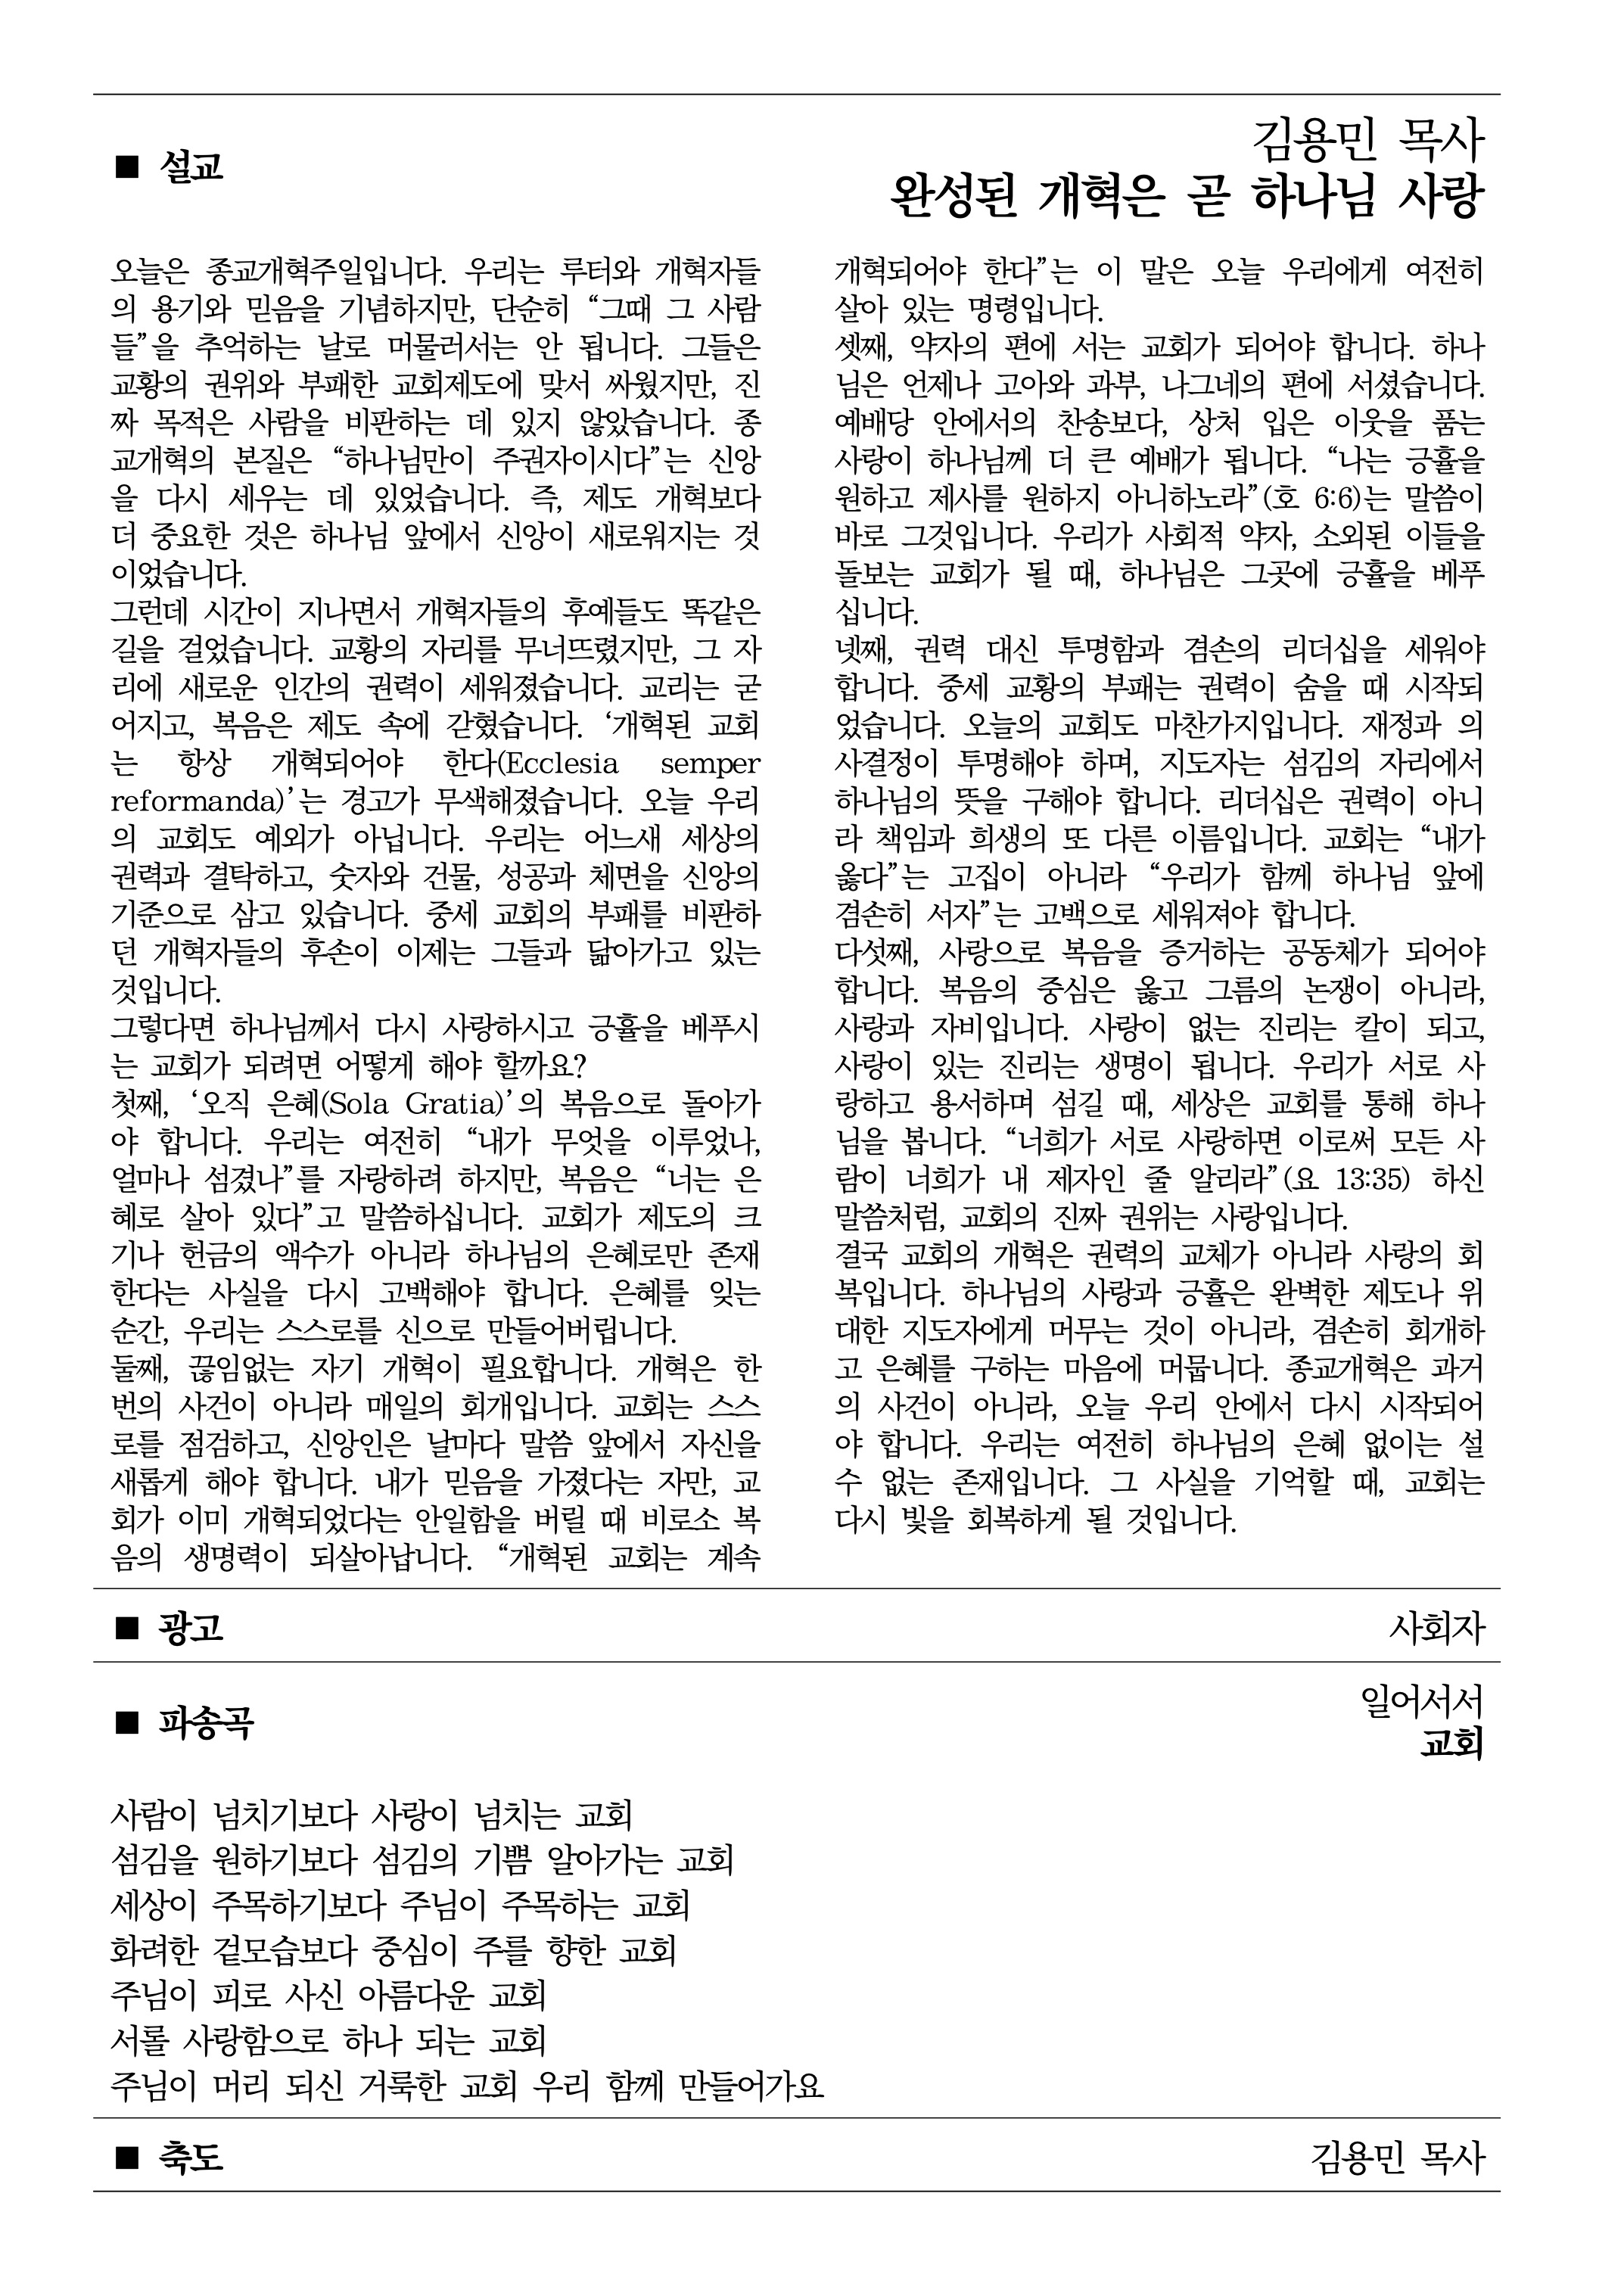 ■ 설교
김용민 목사
완성된 개혁은 곧 하나님 사랑
오늘은 종교개혁주일입니다. 우리는 루터와 개혁자들
의 용기와 믿음을 기념하지만, 단순히 “그때 그 사람
들”을 추억하는 날로 머물러서는 안 됩니다. 그들은
교황의 권위와 부패한 교회제도에 맞서 싸웠지만, 진
짜 목적은 사람을 비판하는 데 있지 않았습니다. 종
교개혁의 본질은 “하나님만이 주권자이시다”는 신앙
을 다시 세우는 데 있었습니다. 즉, 제도 개혁보다
더 중요한 것은 하나님 앞에서 신앙이 새로워지는 것
이었습니다.
그런데 시간이 지나면서 개혁자들의 후예들도 똑같은
길을 걸었습니다. 교황의 자리를 무너뜨렸지만, 그 자
리에 새로운 인간의 권력이 세워졌습니다. 교리는 굳
어지고, 복음은 제도 속에 갇혔습니다. ‘개혁된 교회
는 항상 개혁되어야 한다(Ecclesia semper
reformanda)’는 경고가 무색해졌습니다. 오늘 우리
의 교회도 예외가 아닙니다. 우리는 어느새 세상의
권력과 결탁하고, 숫자와 건물, 성공과 체면을 신앙의
기준으로 삼고 있습니다. 중세 교회의 부패를 비판하
던 개혁자들의 후손이 이제는 그들과 닮아가고 있는
것입니다.
그렇다면 하나님께서 다시 사랑하시고 긍휼을 베푸시
는 교회가 되려면 어떻게 해야 할까요?
첫째, ‘오직 은혜(Sola Gratia)’의 복음으로 돌아가
야 합니다. 우리는 여전히 “내가 무엇을 이루었나,
얼마나 섬겼나”를 자랑하려 하지만, 복음은 “너는 은
혜로 살아 있다”고 말씀하십니다. 교회가 제도의 크
기나 헌금의 액수가 아니라 하나님의 은혜로만 존재
한다는 사실을 다시 고백해야 합니다. 은혜를 잊는
순간, 우리는 스스로를 신으로 만들어버립니다.
둘째, 끊임없는 자기 개혁이 필요합니다. 개혁은 한
번의 사건이 아니라 매일의 회개입니다. 교회는 스스
로를 점검하고, 신앙인은 날마다 말씀 앞에서 자신을
새롭게 해야 합니다. 내가 믿음을 가졌다는 자만, 교
회가 이미 개혁되었다는 안일함을 버릴 때 비로소 복
음의 생명력이 되살아납니다. “개혁된 교회는 계속
개혁되어야 한다”는 이 말은 오늘 우리에게 여전히
살아 있는 명령입니다.
셋째, 약자의 편에 서는 교회가 되어야 합니다. 하나
님은 언제나 고아와 과부, 나그네의 편에 서셨습니다.
예배당 안에서의 찬송보다, 상처 입은 이웃을 품는
사랑이 하나님께 더 큰 예배가 됩니다. “나는 긍휼을
원하고 제사를 원하지 아니하노라”(호 6:6)는 말씀이
바로 그것입니다. 우리가 사회적 약자, 소외된 이들을
돌보는 교회가 될 때, 하나님은 그곳에 긍휼을 베푸
십니다.
넷째, 권력 대신 투명함과 겸손의 리더십을 세워야
합니다. 중세 교황의 부패는 권력이 숨을 때 시작되
었습니다. 오늘의 교회도 마찬가지입니다. 재정과 의
사결정이 투명해야 하며, 지도자는 섬김의 자리에서
하나님의 뜻을 구해야 합니다. 리더십은 권력이 아니
라 책임과 희생의 또 다른 이름입니다. 교회는 “내가
옳다”는 고집이 아니라 “우리가 함께 하나님 앞에
겸손히 서자”는 고백으로 세워져야 합니다.
다섯째, 사랑으로 복음을 증거하는 공동체가 되어야
합니다. 복음의 중심은 옳고 그름의 논쟁이 아니라,
사랑과 자비입니다. 사랑이 없는 진리는 칼이 되고,
사랑이 있는 진리는 생명이 됩니다. 우리가 서로 사
랑하고 용서하며 섬길 때, 세상은 교회를 통해 하나
님을 봅니다. “너희가 서로 사랑하면 이로써 모든 사
람이 너희가 내 제자인 줄 알리라”(요 13:35) 하신
말씀처럼, 교회의 진짜 권위는 사랑입니다.
결국 교회의 개혁은 권력의 교체가 아니라 사랑의 회
복입니다. 하나님의 사랑과 긍휼은 완벽한 제도나 위
대한 지도자에게 머무는 것이 아니라, 겸손히 회개하
고 은혜를 구하는 마음에 머뭅니다. 종교개혁은 과거
의 사건이 아니라, 오늘 우리 안에서 다시 시작되어
야 합니다. 우리는 여전히 하나님의 은혜 없이는 설
수 없는 존재입니다. 그 사실을 기억할 때, 교회는
다시 빛을 회복하게 될 것입니다.
■ 광고 사회자
■ 파송곡
일어서서
교회
사람이 넘치기보다 사랑이 넘치는 교회
섬김을 원하기보다 섬김의 기쁨 알아가는 교회
세상이 주목하기보다 주님이 주목하는 교회
화려한 겉모습보다 중심이 주를 향한 교회
주님이 피로 사신 아름다운 교회
서롤 사랑함으로 하나 되는 교회
주님이 머리 되신 거룩한 교회 우리 함께 만들어가요
■ 축도 김용민 목사